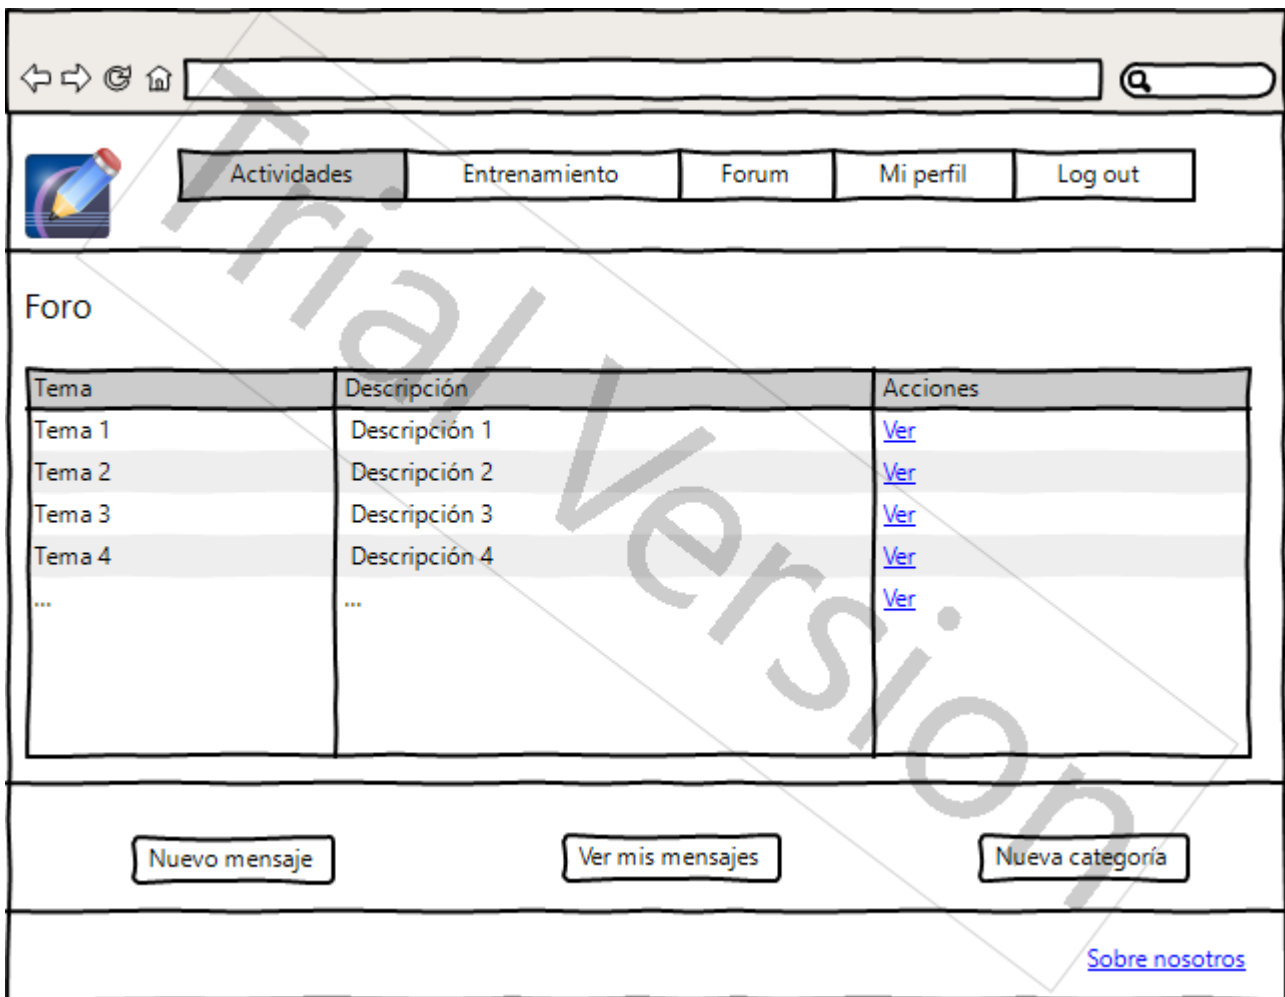 Actividades Entrenamiento Forum Mi perfil Log out
Foro
Tema Descripción Acciones
Tema 1 Descripción 1 Ver
Tema 2 Descripción 2 Ver
Tema 3 Descripción 3 Ver
Tema 4 Descripción 4 Ver
... ... Ver
Nuevo mensaje Ver mis mensajes Nueva categoría
Sobre nosotros
Trial Version